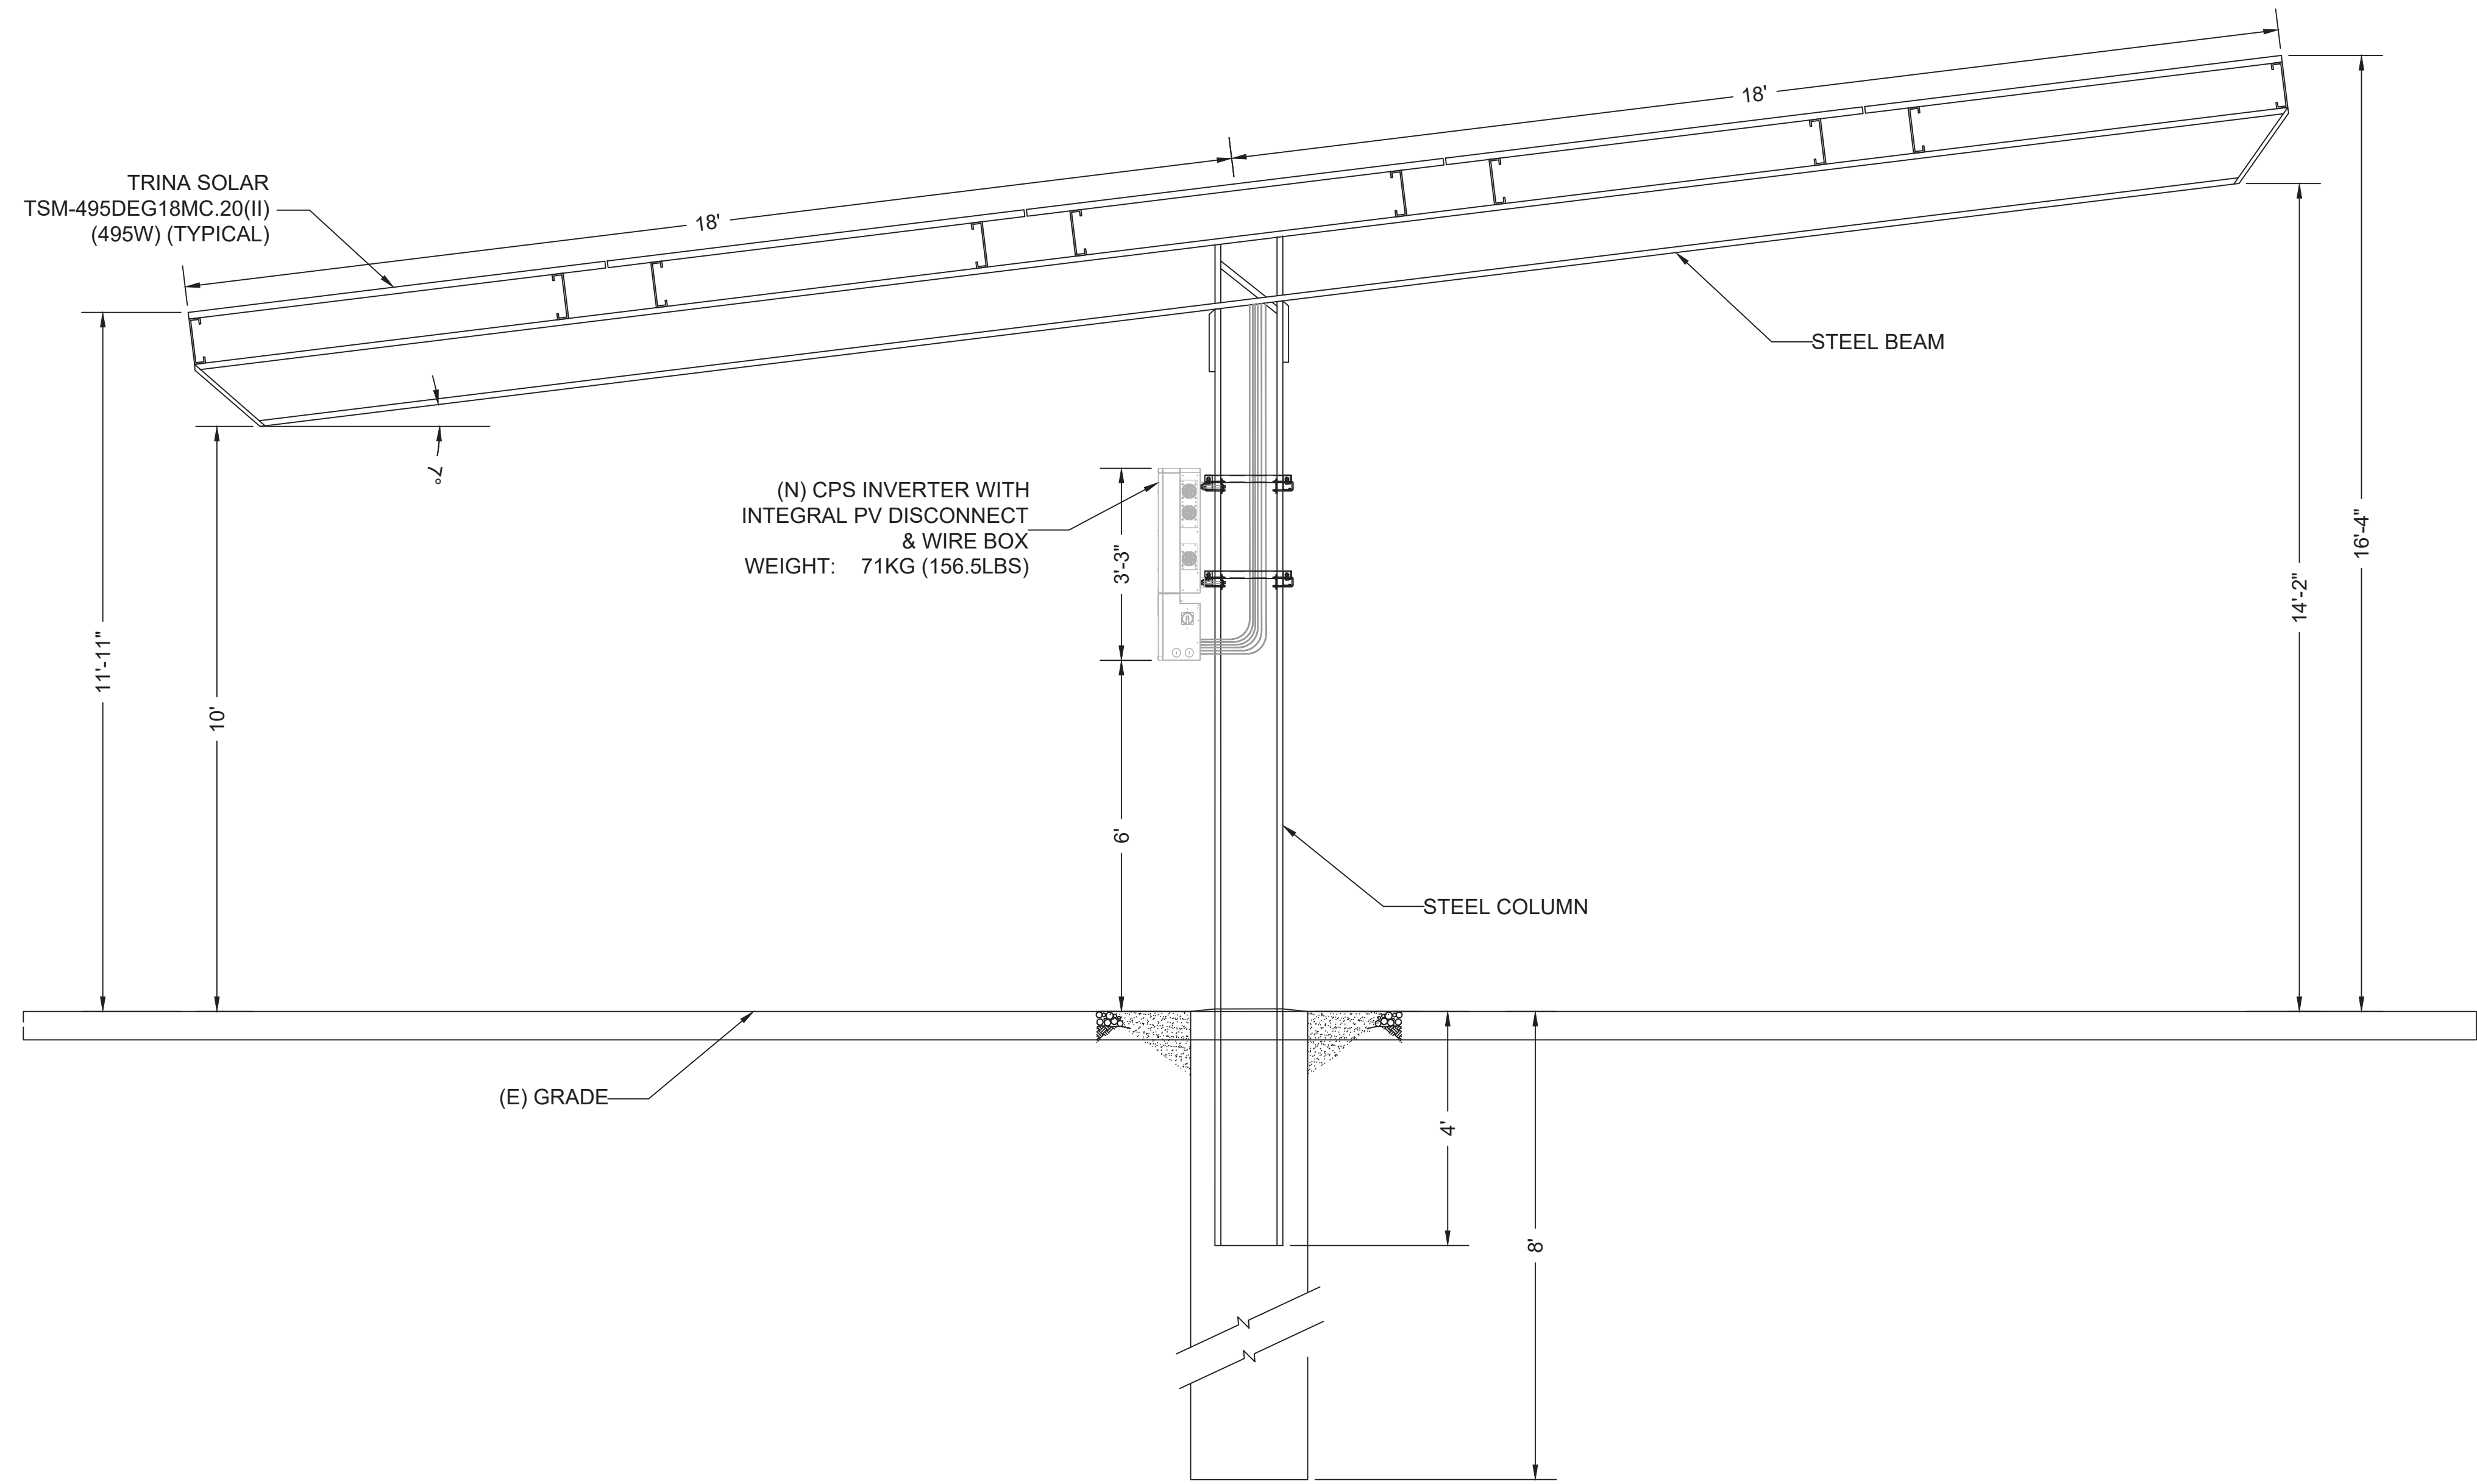 18'
18'
TRINA SOLAR
TSM-495DEG18MC.20(II)
(495W) (TYPICAL)
STEEL BEAM
7°
(N) CPS INVERTER WITH
INTEGRAL PV DISCONNECT
& WIRE BOX
WEIGHT: 71KG (156.5LBS)
3'-3"
16'-4"
14'-2"
11'-11"
10'
6'
STEEL COLUMN
(E) GRADE
4'
8'